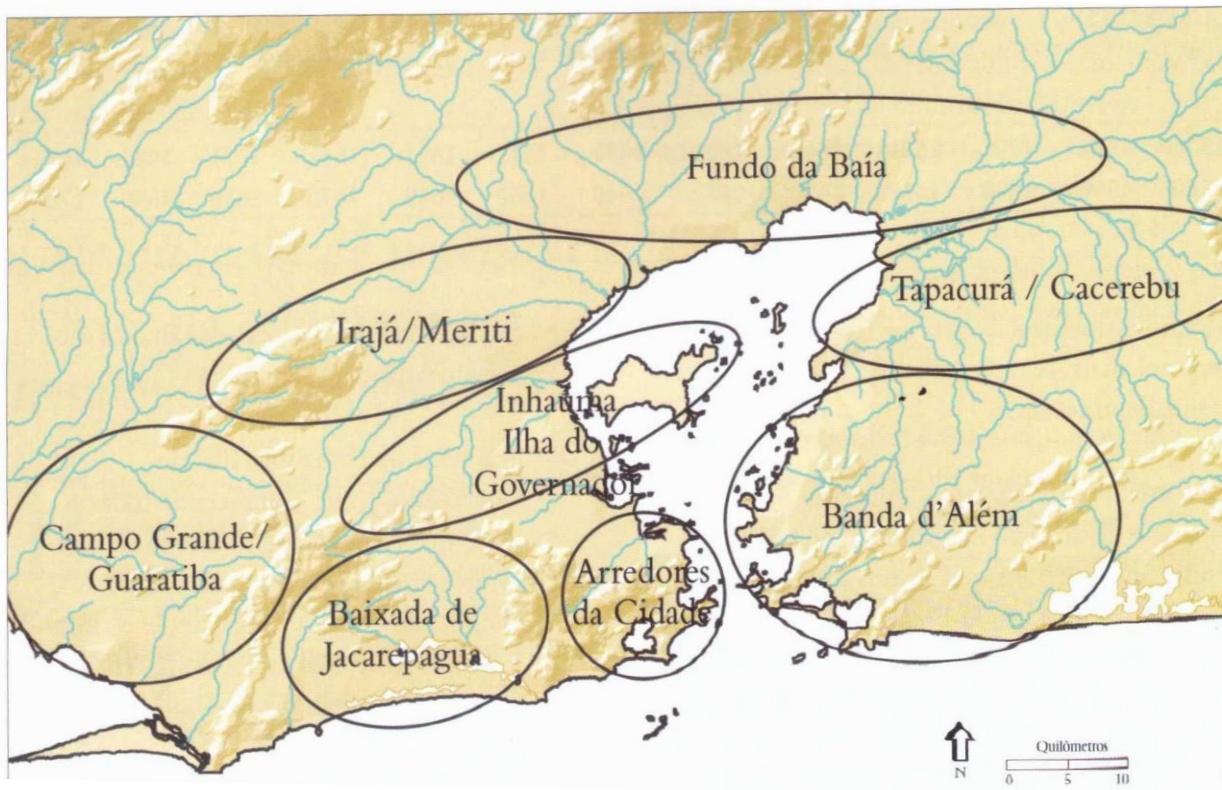 Fundo da Baía
Tapacurá / Cacerebu
Irajá/Meriti
Inhaúma
Ilha do
Governador
Campo Grande/
Guaratiba
Baixada de
Jacarepagua
Arredores
da Cidade
Banda d'Além
N
Quilômetros
0 5 10